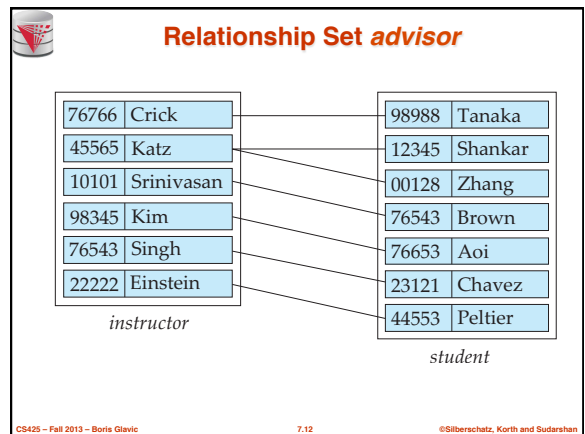 Relationship Set advisor
76766 Crick
45565 Katz
10101 Srinivasan
98345 Kim
76543 Singh
22222 Einstein
instructor
98988 Tanaka
12345 Shankar
00128 Zhang
76543 Brown
76653 Aoi
23121 Chavez
44553 Peltier
student
CS425 – Fall 2013 – Boris Glavic 7.12 ©Silberschatz, Korth and Sudarshan